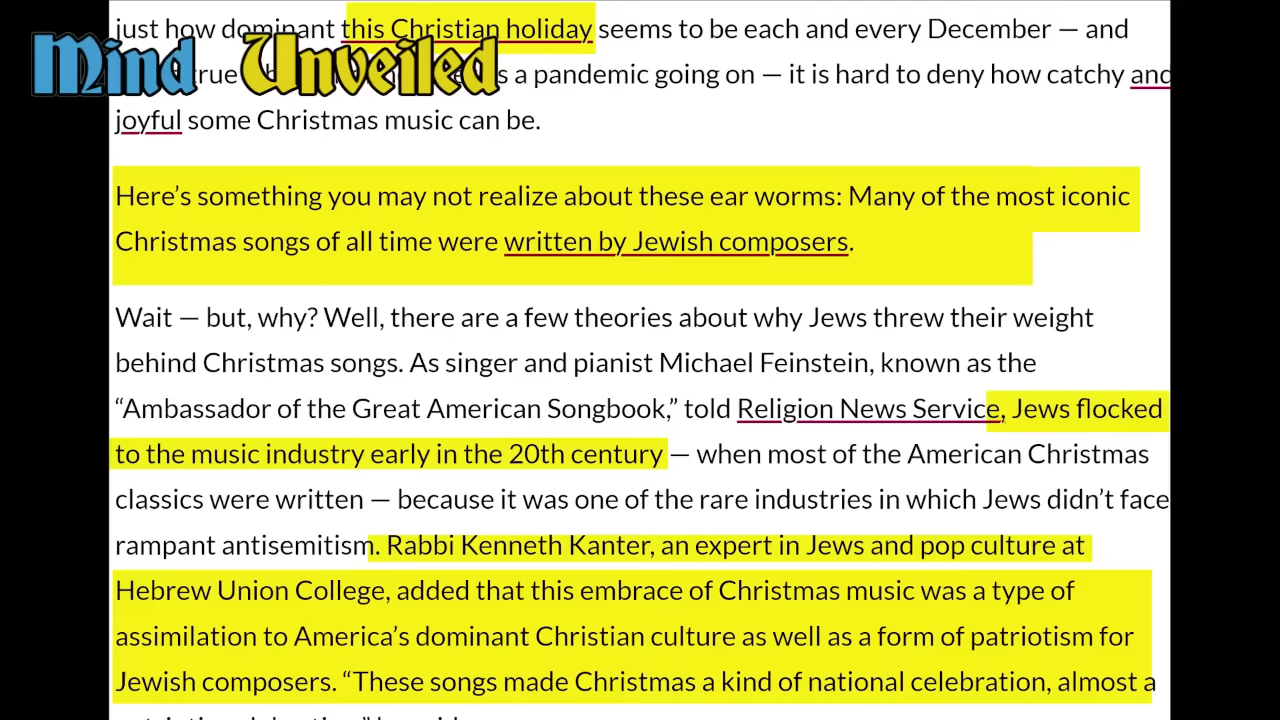 just how dominant this Christian holiday seems to be each and every December — and
Mind Unveiled
true s a pandemic going on — it is hard to deny how catchy and
joyful some Christmas music can be.
Here’s something you may not realize about these ear worms: Many of the most iconic
Christmas songs of all time were written by Jewish composers.
Wait — but, why? Well, there are a few theories about why Jews threw their weight
behind Christmas songs. As singer and pianist Michael Feinstein, known as the
“Ambassador of the Great American Songbook,” told Religion News Service, Jews flocked
to the music industry early in the 20th century — when most of the American Christmas
classics were written — because it was one of the rare industries in which Jews didn’t face
rampant antisemitism. Rabbi Kenneth Kanter, an expert in Jews and pop culture at
Hebrew Union College, added that this embrace of Christmas music was a type of
assimilation to America’s dominant Christian culture as well as a form of patriotism for
Jewish composers. “These songs made Christmas a kind of national celebration, almost a